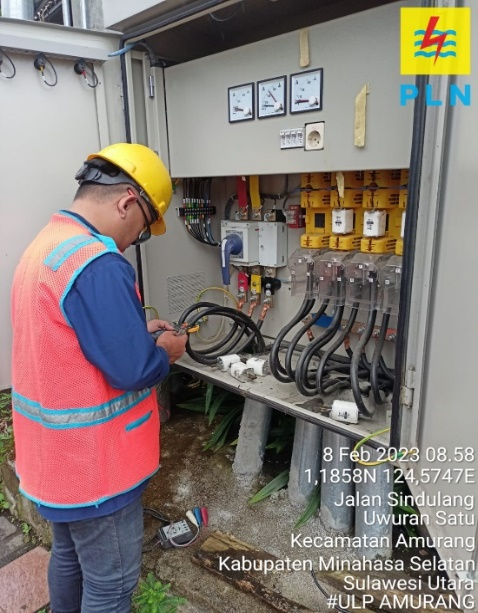 PLN
8 Feb 2023 08.58
1,1858N 124,5747E
Jalan Sindulang
Uwuran Satu
Kecamatan Amurang
Kabupaten Minahasa Selatan
Sulawesi Utara
#ULP AMURANG